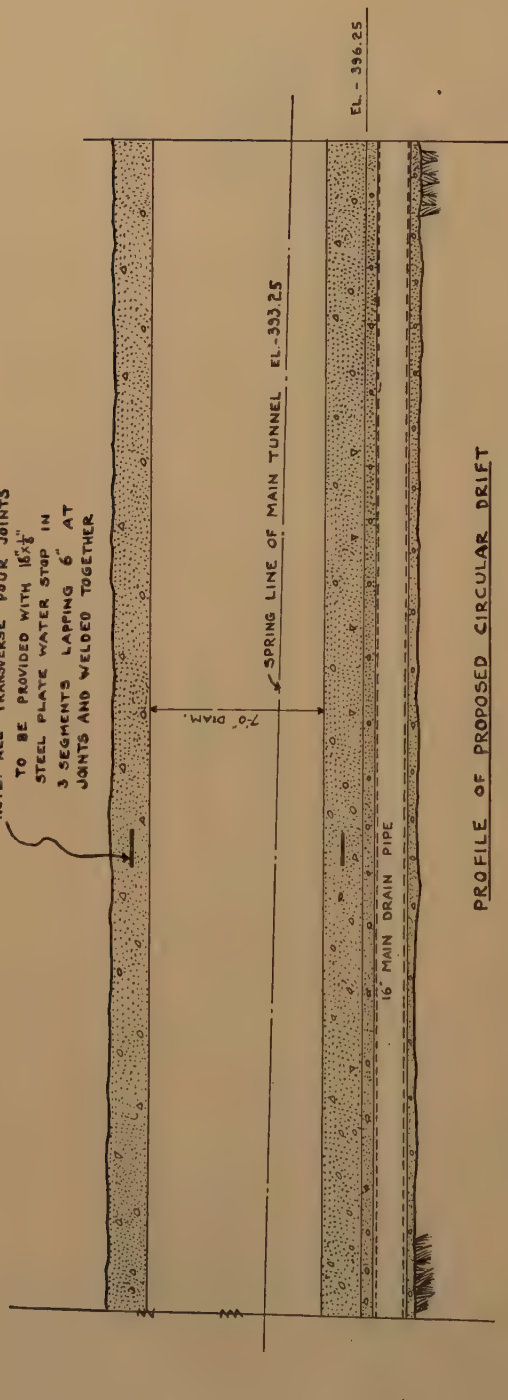 NOTE: ALL TRANSVERSE POUR JOINTS
TO BE PROVIDED WITH 18"x⅛"
STEEL PLATE WATER STOP IN
3 SEGMENTS LAPPING 6" AT
JOINTS AND WELDED TOGETHER
7'-0" DIAM.
SPRING LINE OF MAIN TUNNEL EL.-393.25
EL.-396.25
16" MAIN DRAIN PIPE
PROFILE OF PROPOSED CIRCULAR DRIFT